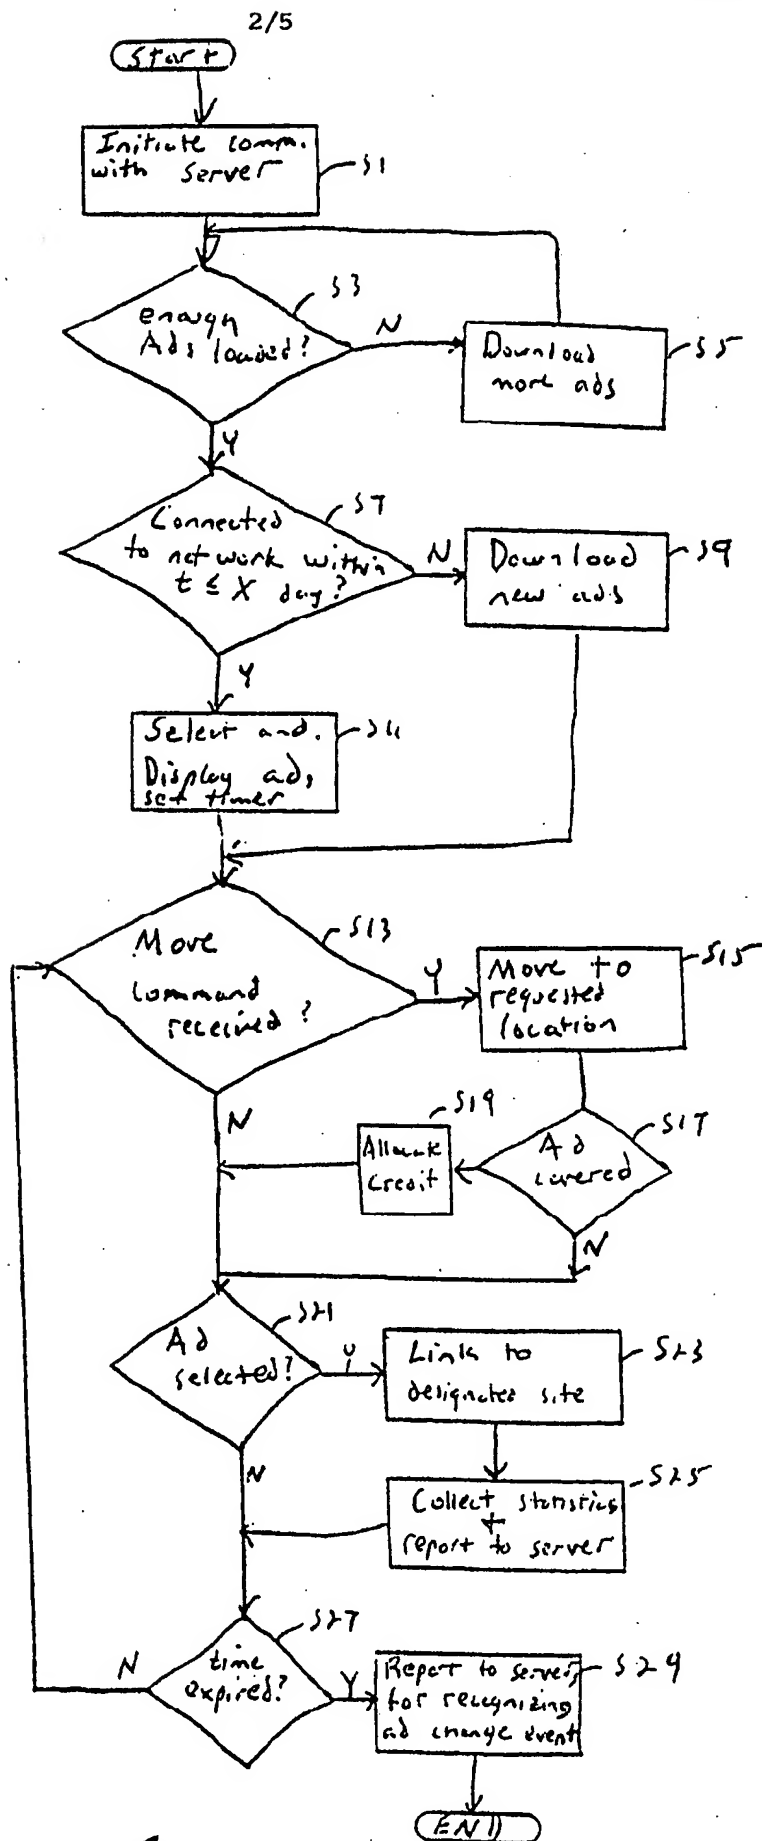 2/5
Start
Initiate comm.
with server
S1
enough
Ads loaded?
S3
N
Download
more ads
S5
Y
Connected
to network within
t ≤ X day?
S7
N
Download
new ads
S9
Y
Select and
Display ad,
set timer
S11
Move
command
received?
S13
Y
Move to
requested
location
S15
N
Allocate
Credit
S19
Ad
covered
S17
N
Ad
selected?
S21
Y
Link to
designated site
S23
N
Collect statistics
+
report to server
S25
time
expired?
S27
N
Y
Report to server,
for recognizing
ad change event
S29
END